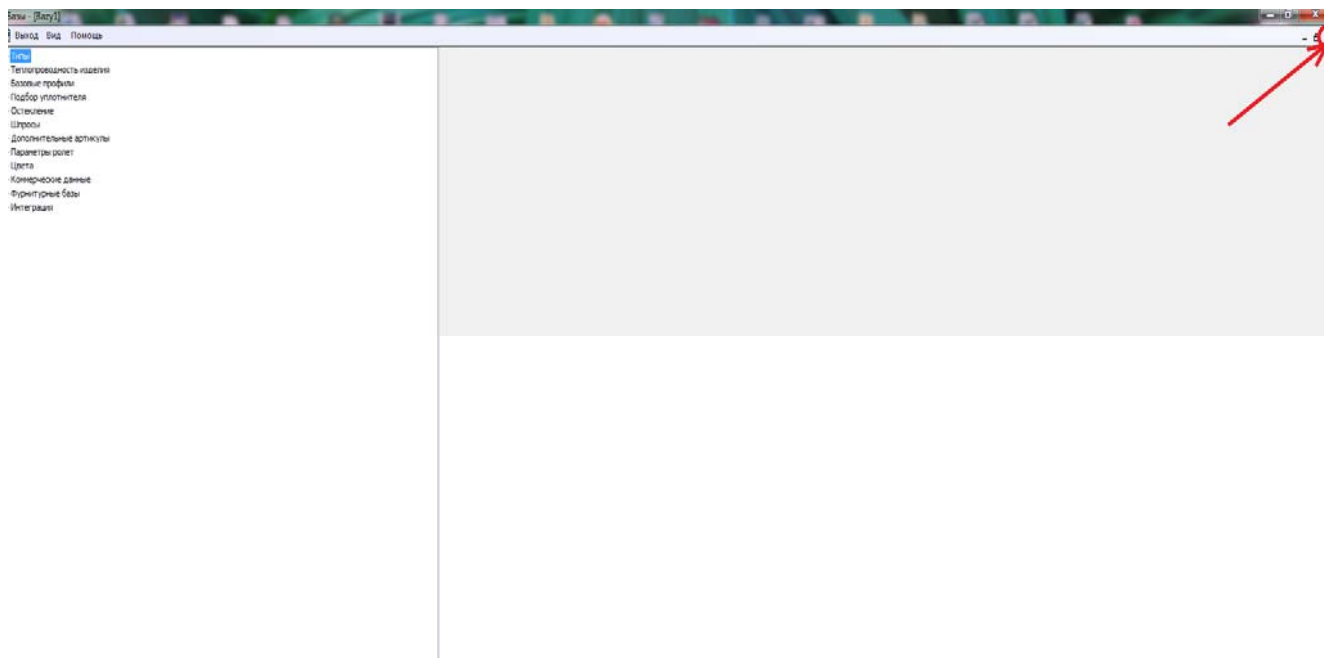 Базы - [Bazy1]
Выход Вид Помощь
Типы
Теплопроводность изделия
Базовые профили
Подбор уплотнителя
Остекление
Шпросы
Дополнительные артикулы
Параметры ролет
Цвета
Коммерческие данные
Фурнитурные базы
Интеграция